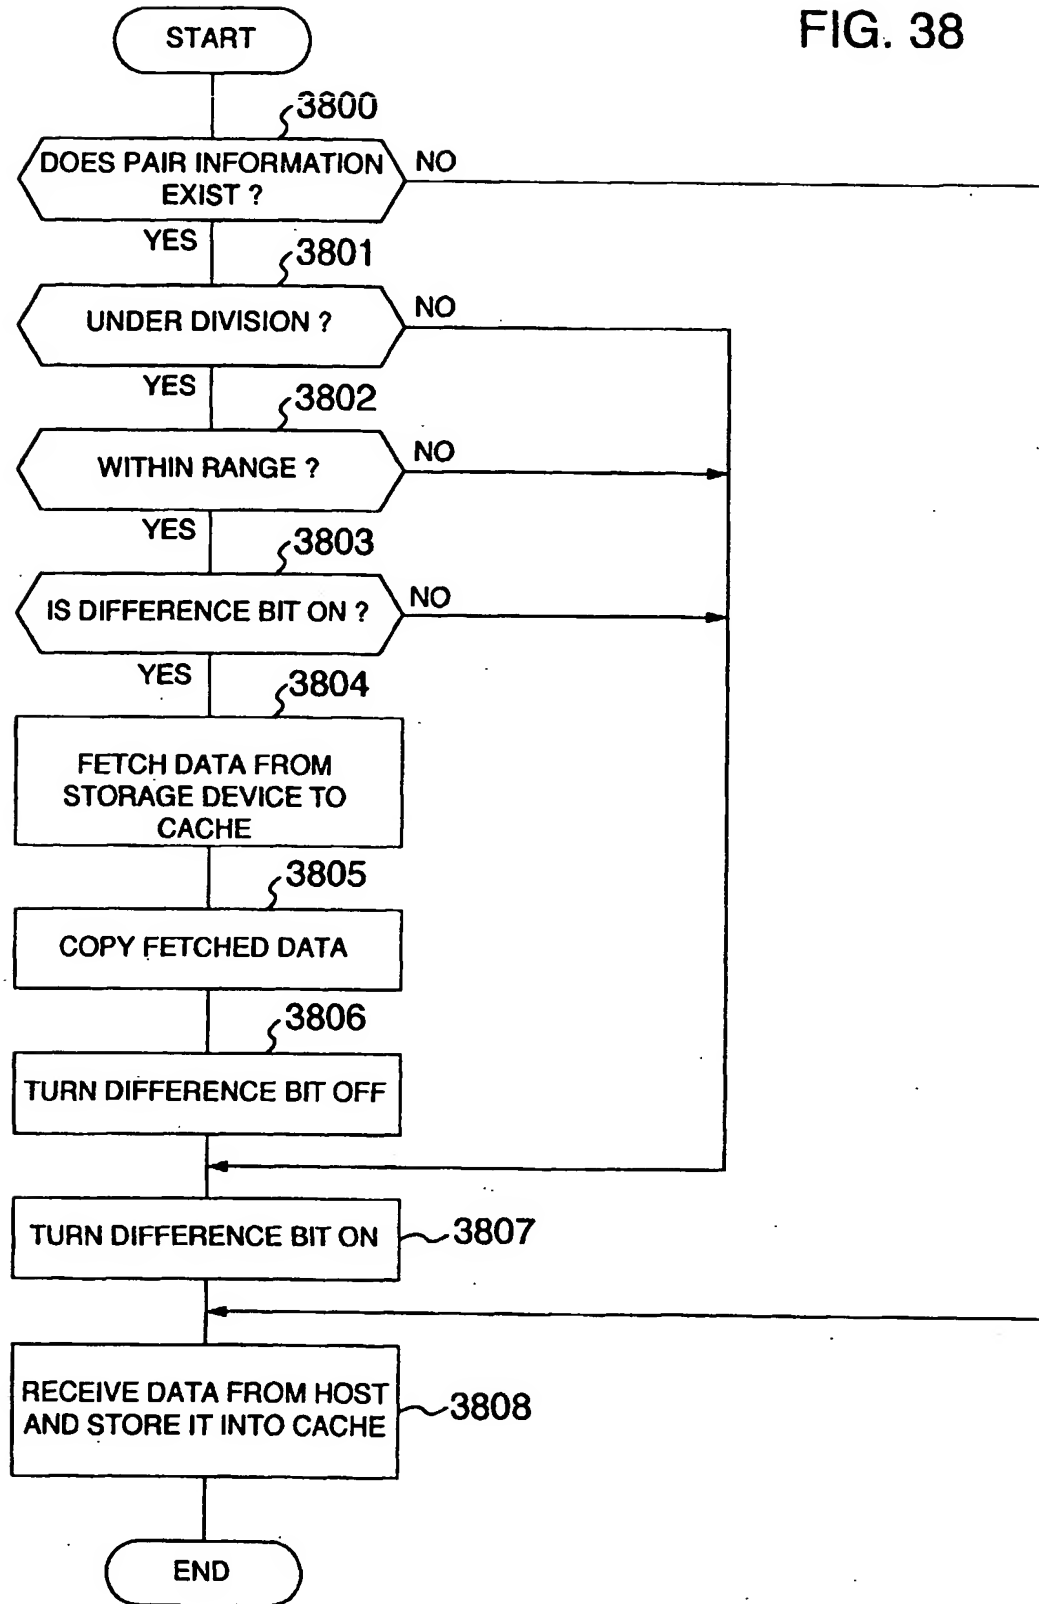 FIG. 38
START
3800
DOES PAIR INFORMATION
EXIST ?
NO
YES
3801
UNDER DIVISION ?
NO
YES
3802
WITHIN RANGE ?
NO
YES
3803
IS DIFFERENCE BIT ON ?
NO
YES
3804
FETCH DATA FROM
STORAGE DEVICE TO
CACHE
3805
COPY FETCHED DATA
3806
TURN DIFFERENCE BIT OFF
TURN DIFFERENCE BIT ON
3807
RECEIVE DATA FROM HOST
AND STORE IT INTO CACHE
3808
END